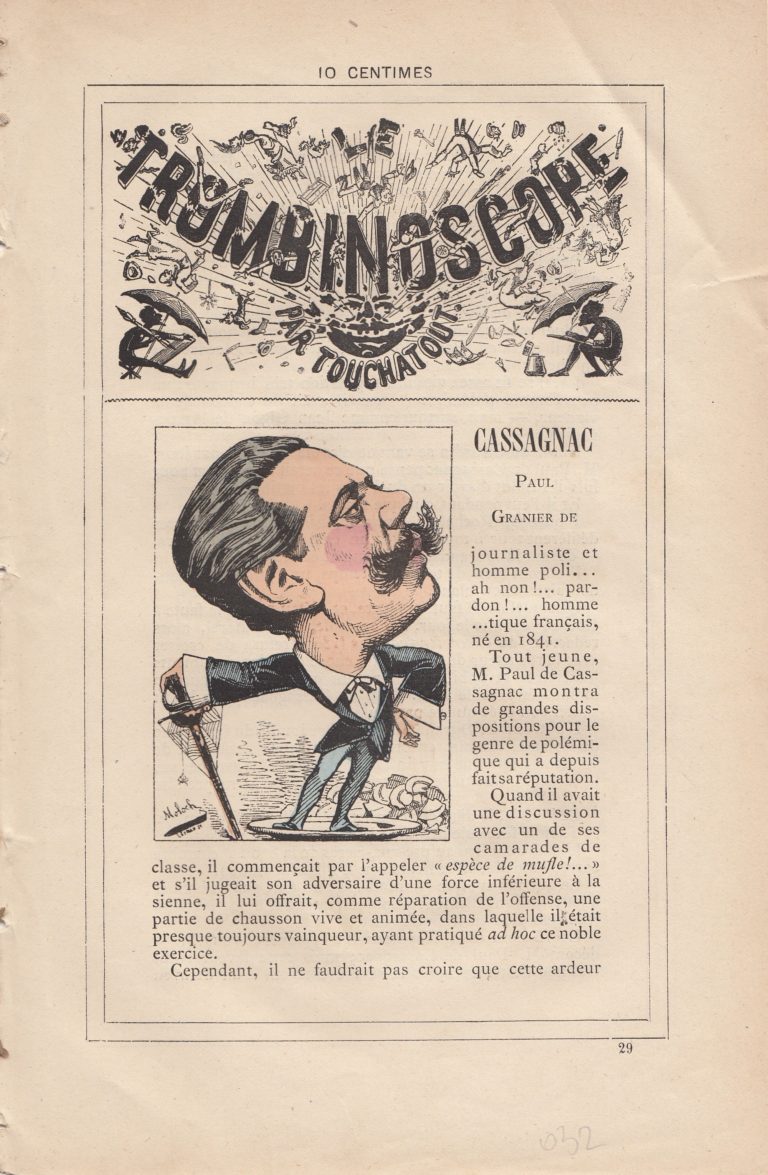 10 CENTIMES
LE
TROMBINOSCOPE
PAR TOUCHATOUT
CASSAGNAC
PAUL
GRANIER DE
journaliste et
homme poli...
ah non!... par-
don!... homme
...tique français,
né en 1841.
Tout jeune,
M. Paul de Cas-
sagnac montra
de grandes dis-
positions pour le
genre de polémi-
que qui a depuis
fait sa réputation.
Quand il avait
une discussion
avec un de ses
camarades de
classe, il commençait par l'appeler « espèce de mufle!... »
et s'il jugeait son adversaire d'une force inférieure à la
sienne, il lui offrait, comme réparation de l'offense, une
partie de chausson vive et animée, dans laquelle il était
presque toujours vainqueur, ayant pratiqué ad hoc ce noble
exercice.
Cependant, il ne faudrait pas croire que cette ardeur
Moloch
29
032